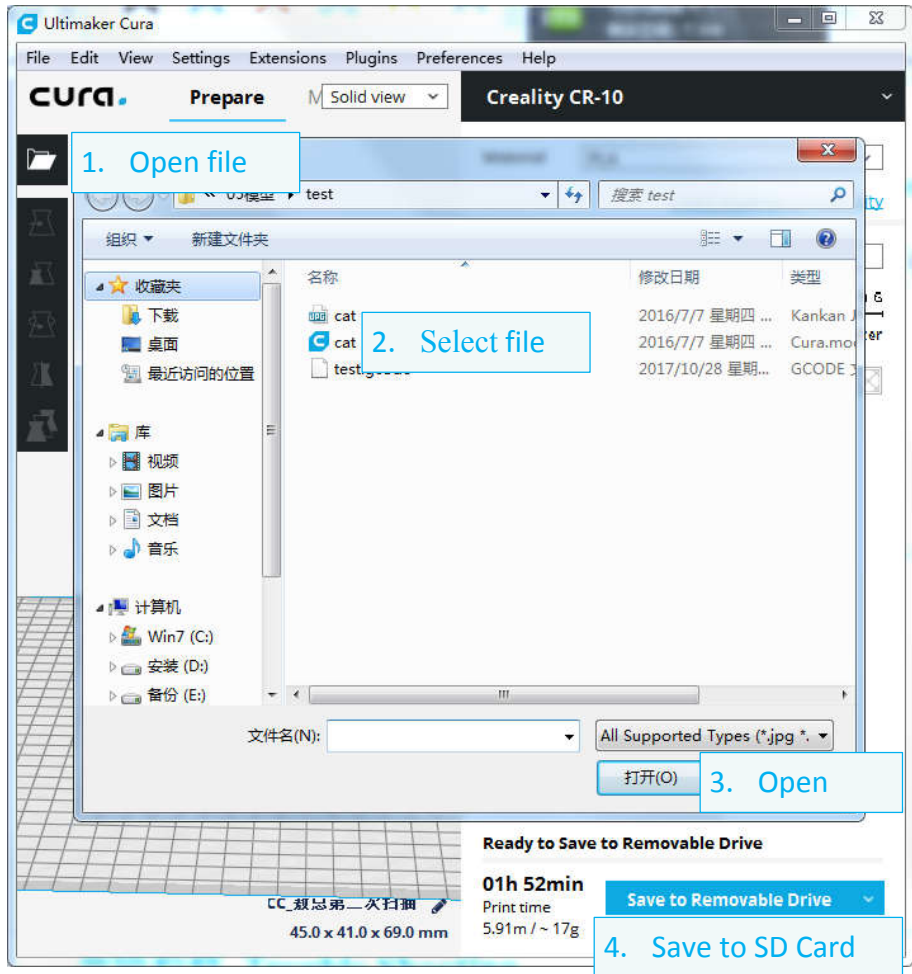 Ultimaker Cura
File Edit View Settings Extensions Plugins Preferences Help
cura. Prepare M Solid view Creality CR-10
1. Open file
« 05模型 ▸ test 搜索 test
组织 新建文件夹
收藏夹 名称 修改日期 类型
下载 cat 2016/7/7 星期四 ... Kankan J
桌面 cat 2016/7/7 星期四 ... Cura.mod
2. Select file
最近访问的位置 test.gcode 2017/10/28 星期... GCODE
库
视频
图片
文档
音乐
计算机
Win7 (C:)
安装 (D:)
备份 (E:)
文件名(N): All Supported Types (*.jpg *.
打开(O)
3. Open
Ready to Save to Removable Drive
01h 52min
Print time
5.91m / ~ 17g
Save to Removable Drive
45.0 x 41.0 x 69.0 mm
4. Save to SD Card